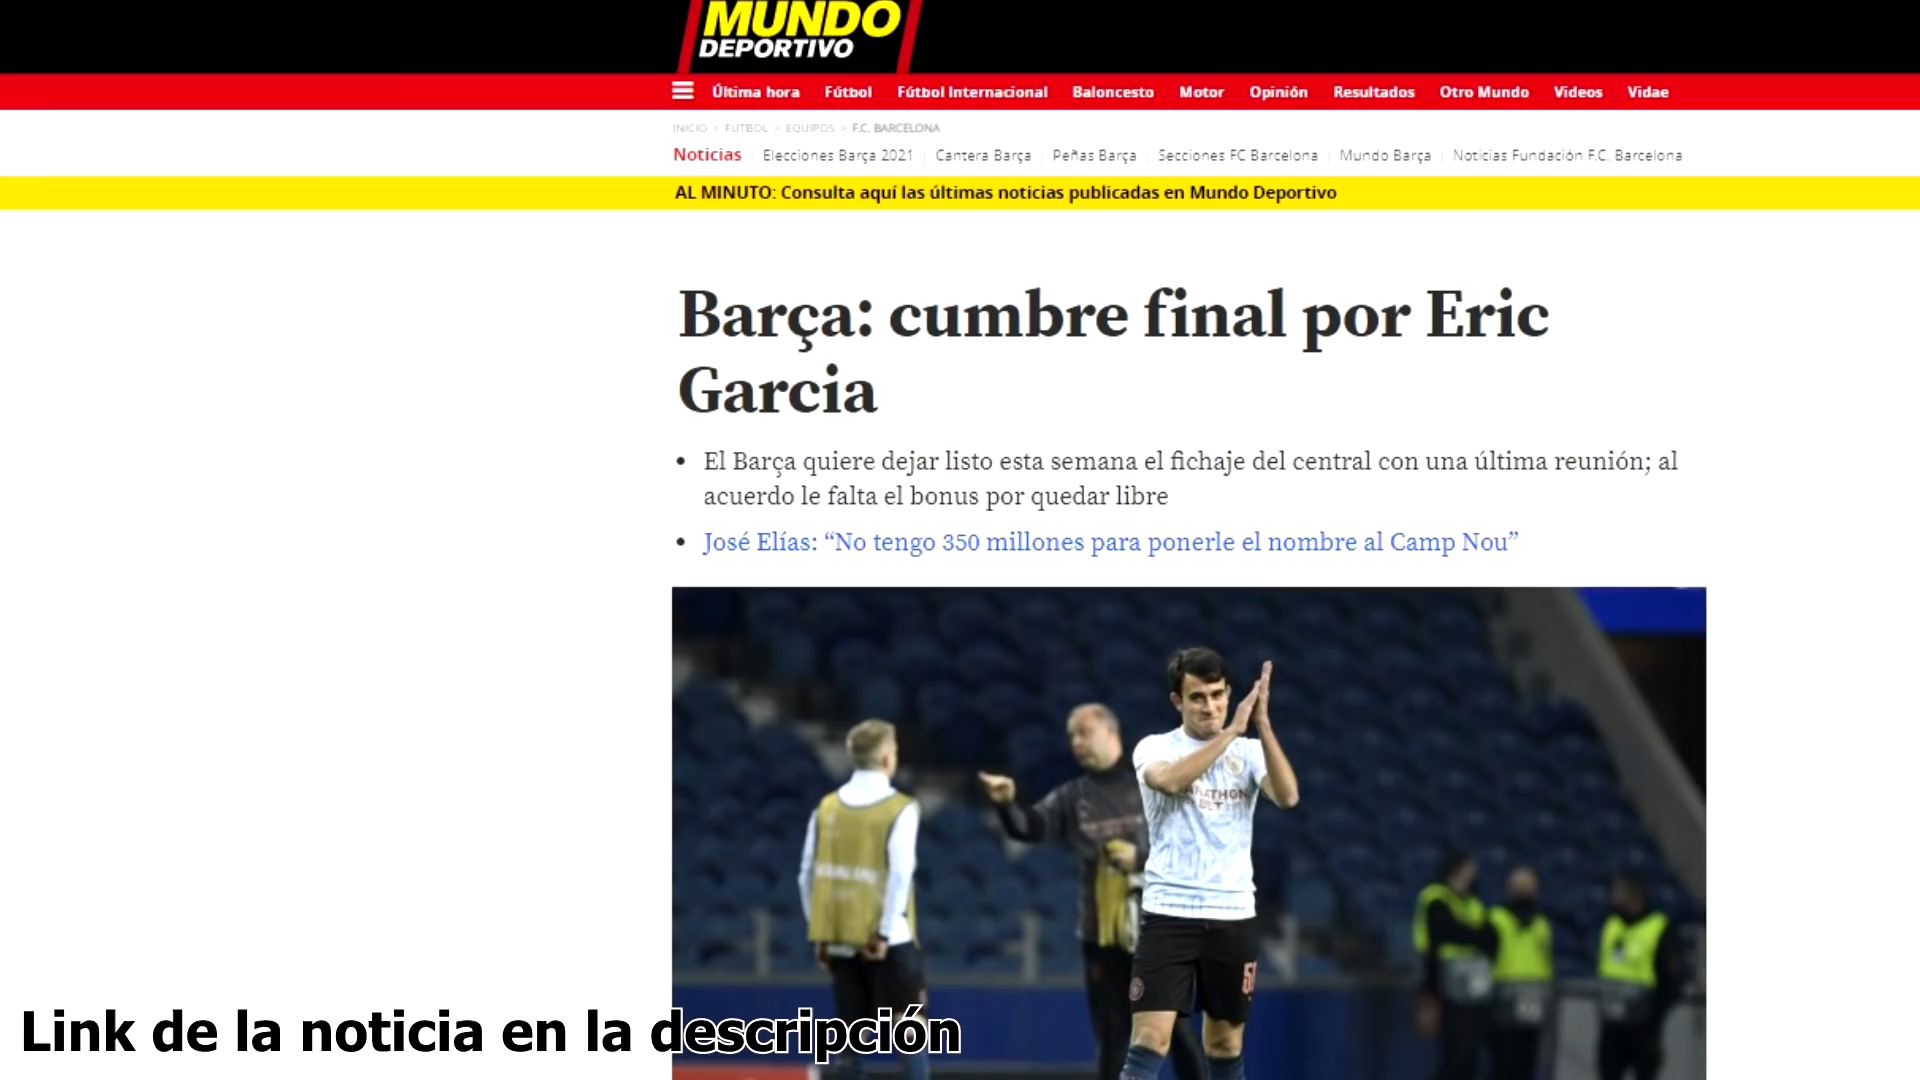 MUNDO
DEPORTIVO
Última hora Fútbol Fútbol Internacional Baloncesto Motor Opinión Resultados Otro Mundo Videos Vidae
INICIO > FÚTBOL > EQUIPOS > F.C. BARCELONA
Noticias Elecciones Barça 2021 Cantera Barça Peñas Barça Secciones FC Barcelona Mundo Barça Noticias Fundación F.C. Barcelona
AL MINUTO: Consulta aquí las últimas noticias publicadas en Mundo Deportivo
Barça: cumbre final por Eric
Garcia
• El Barça quiere dejar listo esta semana el fichaje del central con una última reunión; al
acuerdo le falta el bonus por quedar libre
• José Elías: “No tengo 350 millones para ponerle el nombre al Camp Nou”
Link de la noticia en la descripción